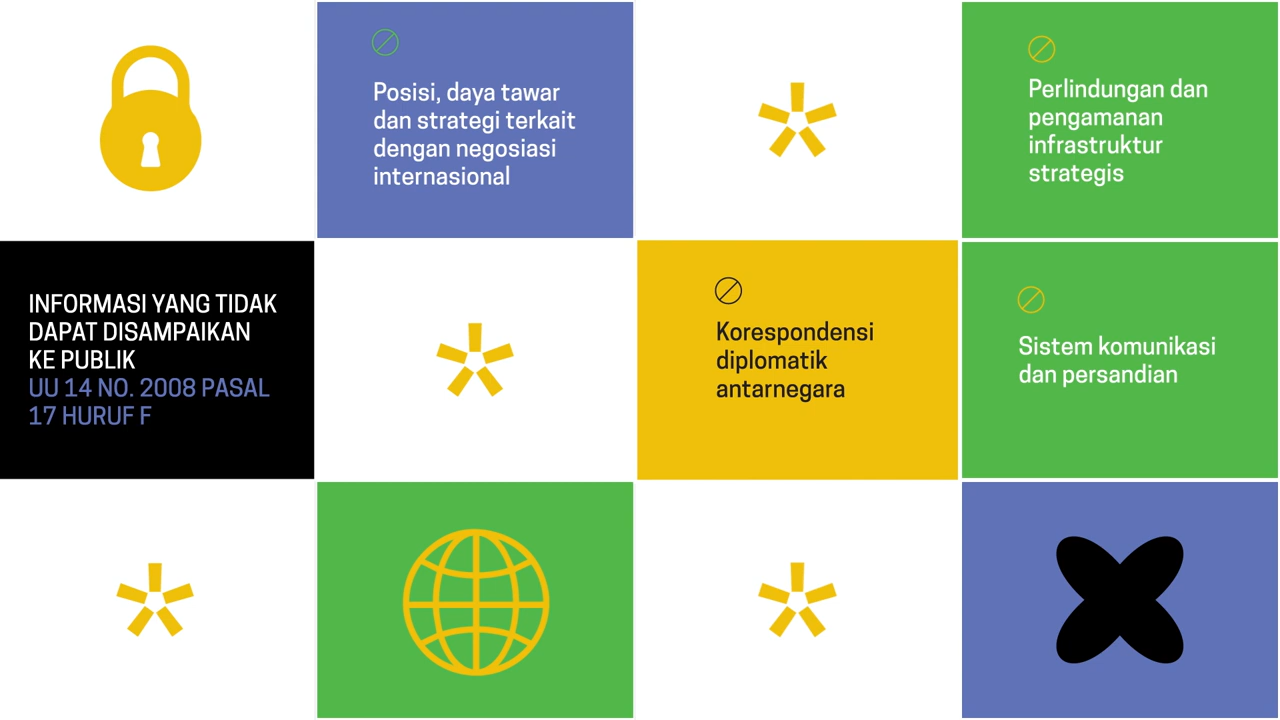 Posisi, daya tawar
dan strategi terkait
dengan negosiasi
internasional
Perlindungan dan
pengamanan
infrastruktur
strategis
INFORMASI YANG TIDAK
DAPAT DISAMPAIKAN
KE PUBLIK
UU 14 NO. 2008 PASAL
17 HURUF F
Korespondensi
diplomatik
antarnegara
Sistem komunikasi
dan persandian